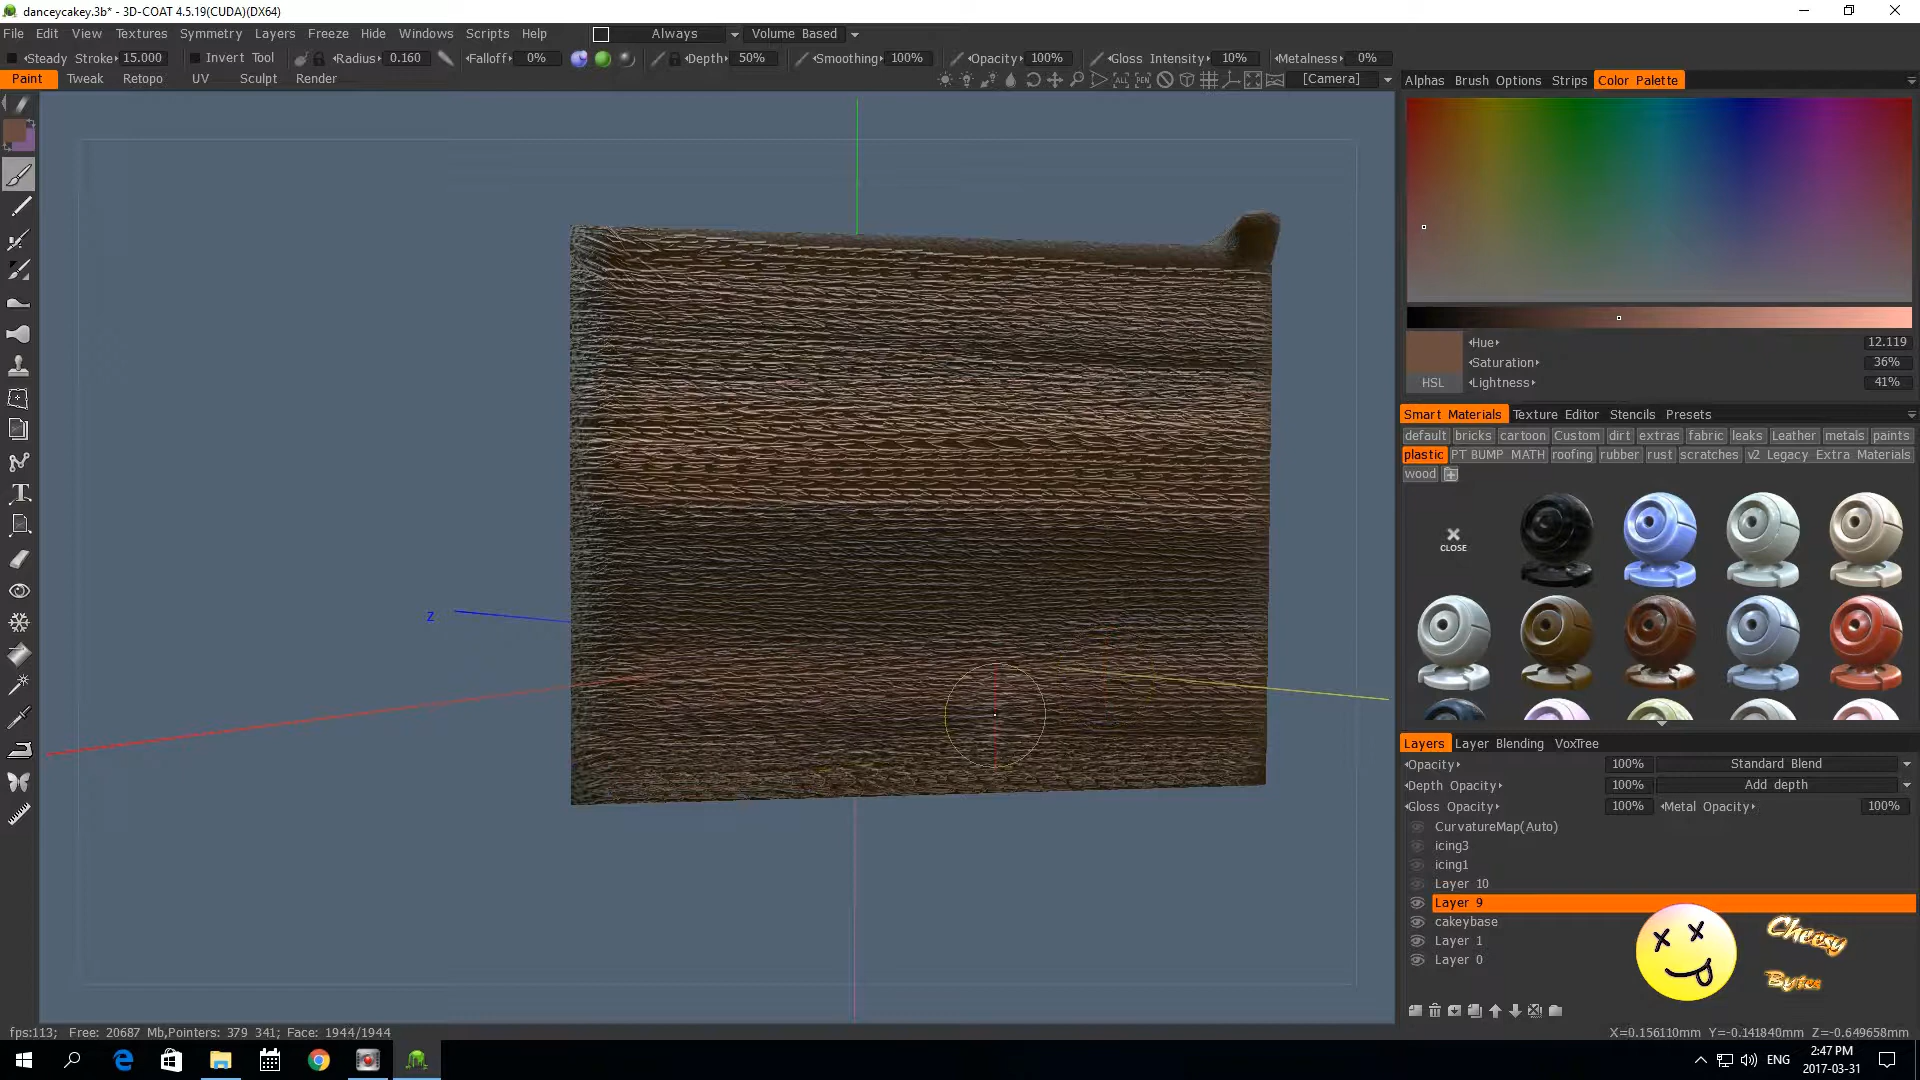 danceycakey.3b* - 3D-COAT 4.5.19(CUDA)(DX64)
File Edit View Textures Symmetry Layers Freeze Hide Windows Scripts Help Always Volume Based
Steady Stroke 15.000 Invert Tool Radius 0.160 Falloff 0% Depth 50% Smoothing 100% Opacity 100% Gloss Intensity 10% Metalness 0%
Paint Tweak Retopo UV Sculpt Render [Camera]
Alphas Brush Options Strips Color Palette
Hue 12.119
Saturation 36%
HSL Lightness 41%
Smart Materials Texture Editor Stencils Presets
default bricks cartoon Custom dirt extras fabric leaks Leather metals paints
plastic PT BUMP MATH roofing rubber rust scratches v2 Legacy Extra Materials
wood
CLOSE
Z
Layers Layer Blending VoxTree
Opacity 100% Standard Blend
Depth Opacity 100% Add depth
Gloss Opacity 100% Metal Opacity 100%
CurvatureMap(Auto)
icing3
icing1
Layer 10
Layer 9
cakeybase
Layer 1
Layer 0
Cheesy
Bytes
fps:113; Free: 20687 Mb,Pointers: 379 341; Face: 1944/1944
X=0.156110mm Y=-0.141840mm Z=-0.649658mm
ENG
2:47 PM
2017-03-31